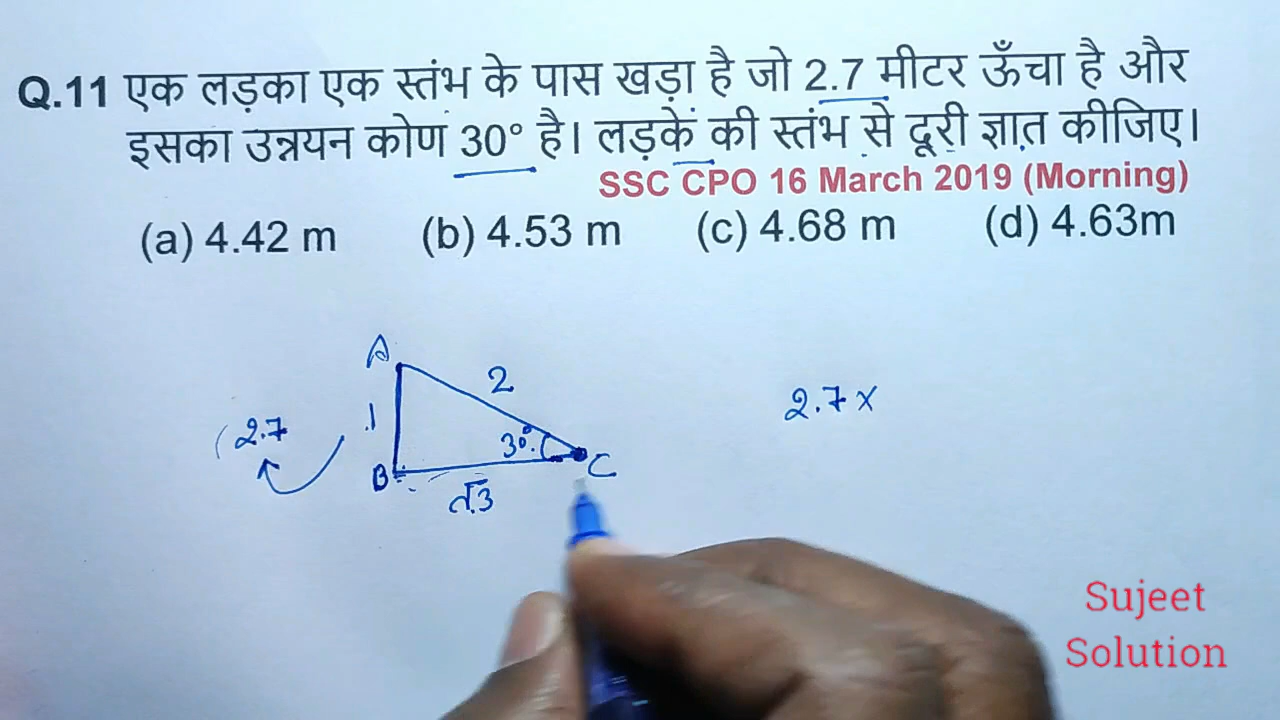 Q.11 एक लड़का एक स्तंभ के पास खड़ा है जो 2.7 मीटर ऊँचा है और
इसका उन्नयन कोण 30° है। लड़के की स्तंभ से दूरी ज्ञात कीजिए।
SSC CPO 16 March 2019 (Morning)
(a) 4.42 m (b) 4.53 m (c) 4.68 m (d) 4.63m
A
2
2.7 x
1
2.7
30°
B
C
√3
Sujeet
Solution